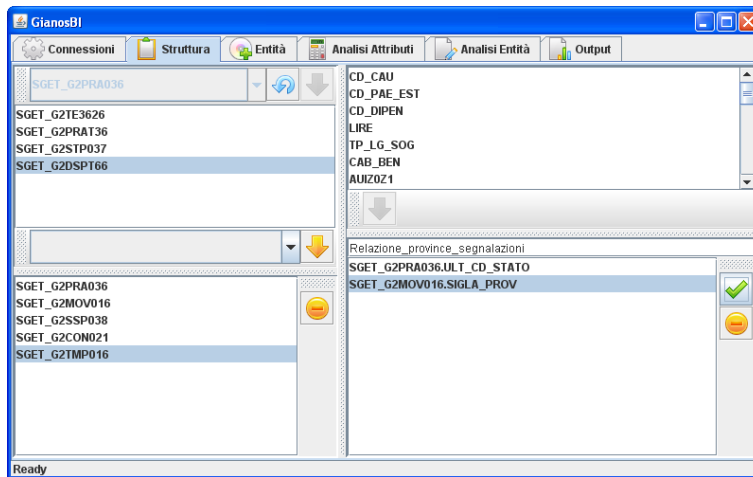 GianosBI
Connessioni Struttura Entità Analisi Attributi Analisi Entità Output
SGET_G2PRA036
SGET_G2TE3626
SGET_G2PRAT36
SGET_G2STP037
SGET_G2DSPT66
CD_CAU
CD_PAE_EST
CD_DIPEN
LIRE
TP_LG_SOG
CAB_BEN
AUIZ0Z1
SGET_G2PRA036
SGET_G2MOV016
SGET_G2SSP038
SGET_G2CON021
SGET_G2TMP016
Relazione_province_segnalazioni
SGET_G2PRA036.ULT_CD_STATO
SGET_G2MOV016.SIGLA_PROV
Ready